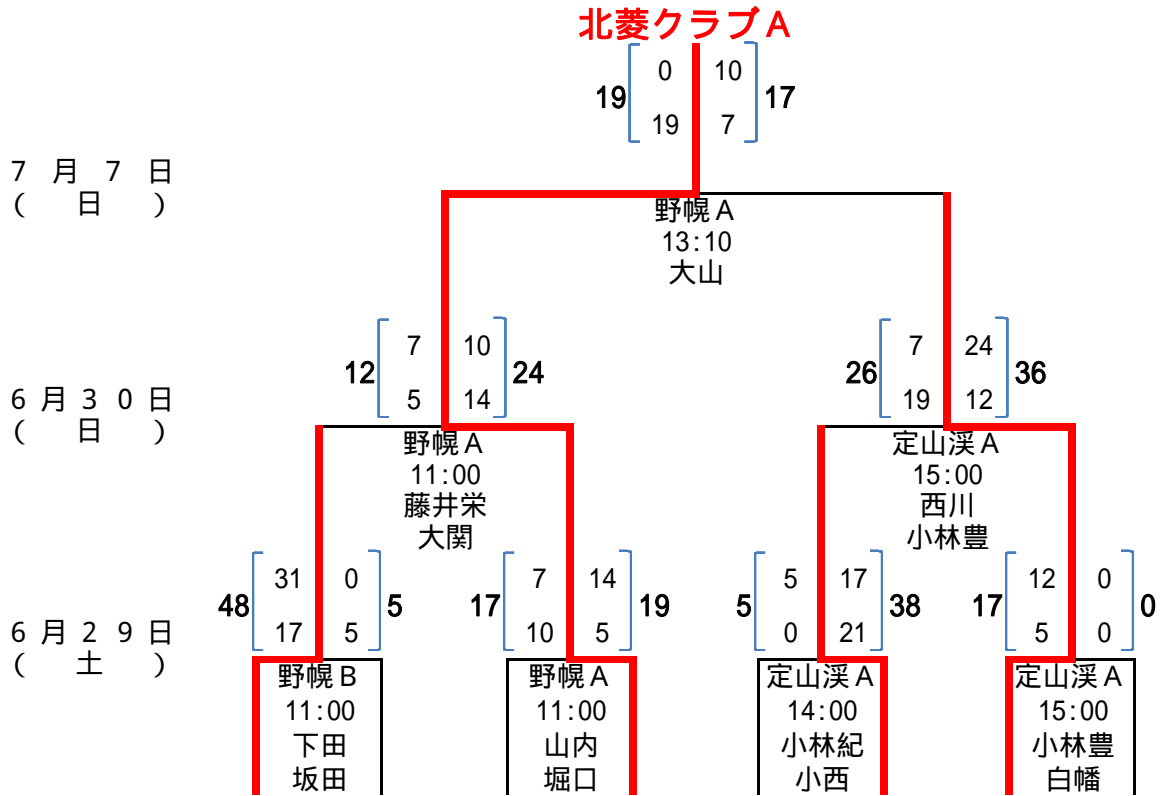 北菱クラブA
0 10
19 17
19 7
7月7日
(日)
野幌A
13:10
大山
7 10 7 24
12 24 26 36
5 14 19 12
6月30日
(日)
野幌A 定山渓A
11:00 15:00
藤井栄 西川
大関 小林豊
31 0 7 14 5 17 12 0
48 5 17 19 5 38 17 0
17 5 10 5 0 21 5 0
6月29日
(土)
野幌B 野幌A 定山渓A 定山渓A
11:00 11:00 14:00 15:00
下田 山内 小林紀 小林豊
坂田 堀口 小西 白幡